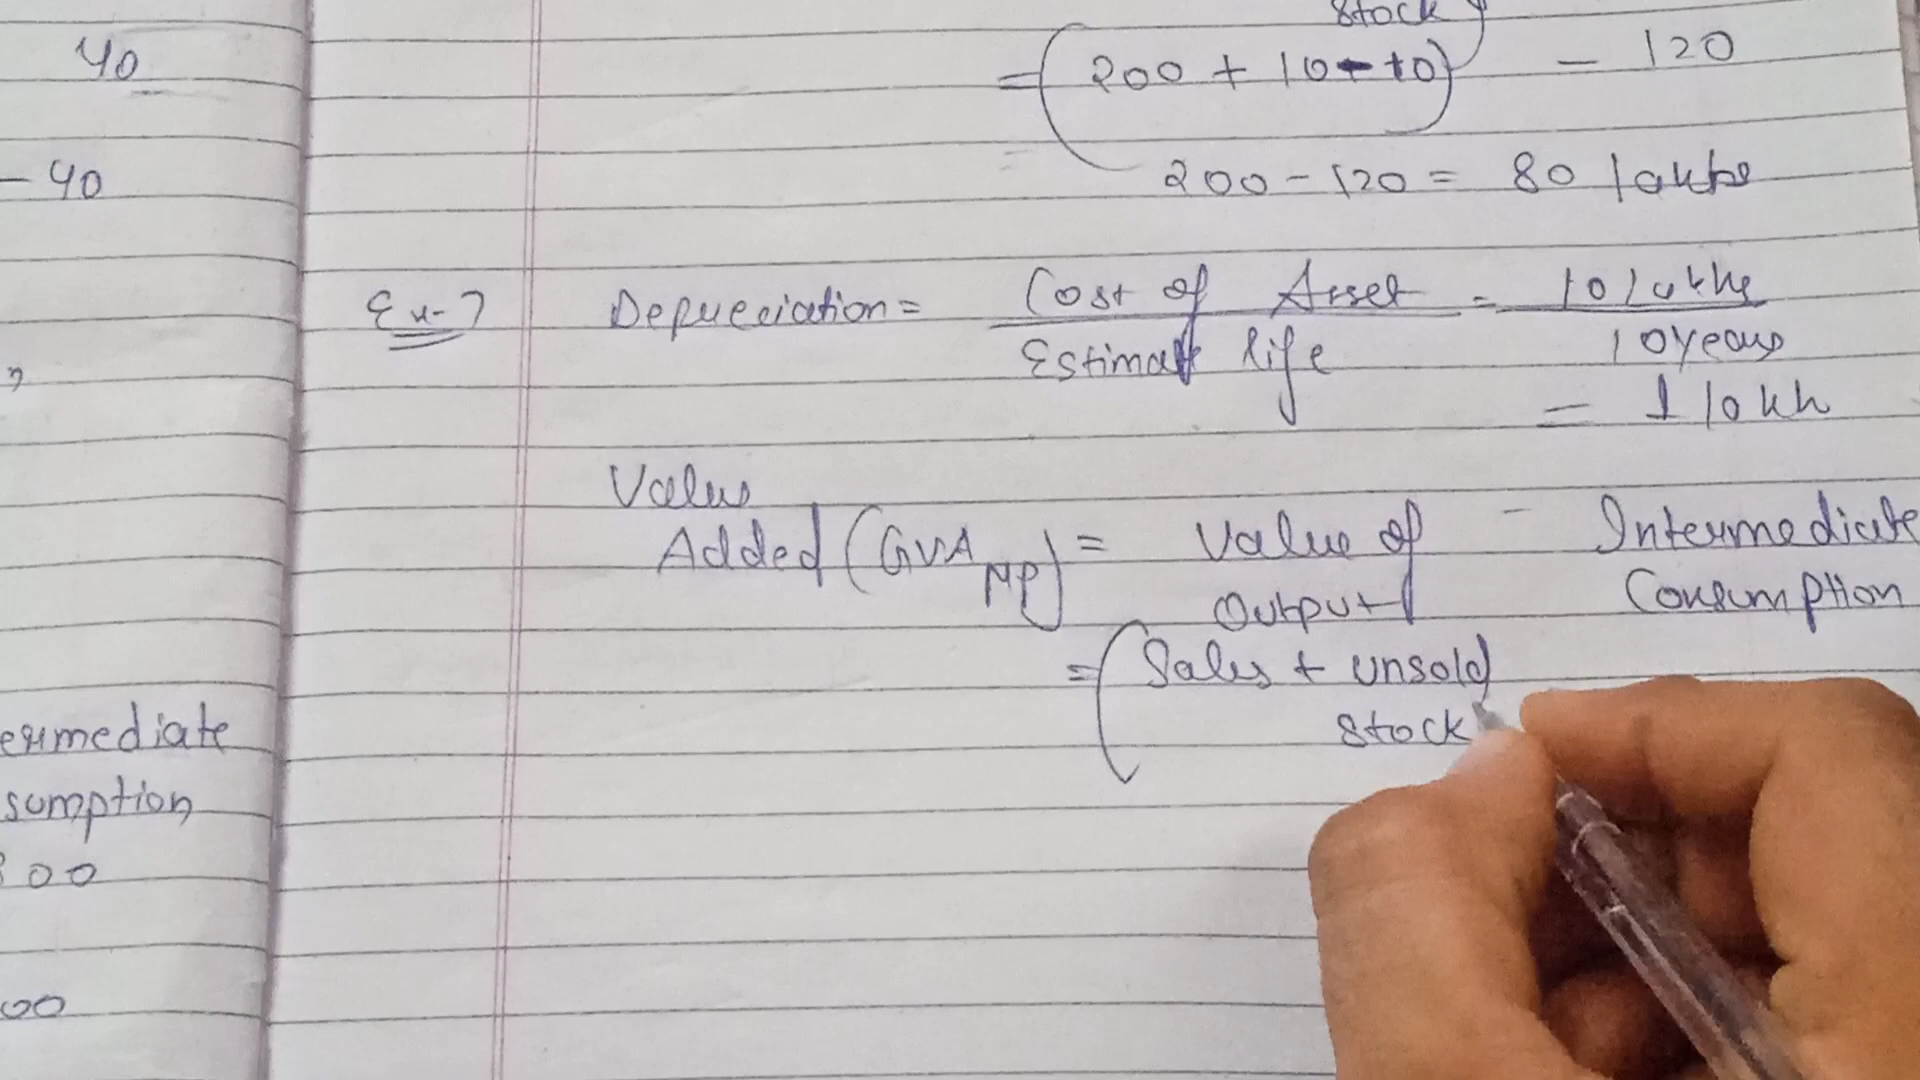 40
- 40
"
ermediate
sumption
300
00
stock)
= (200 + 10 - 10) - 120
200 - 120 = 80 lakhs
Ex-7 Depreciation = Cost of Asset = 10 lakhs
Estimat life 10 years
= 1 lakh
Value
Added (GVA MP) = Value of - Intermediate
Output Consumption
= (Sales + unsold
stock